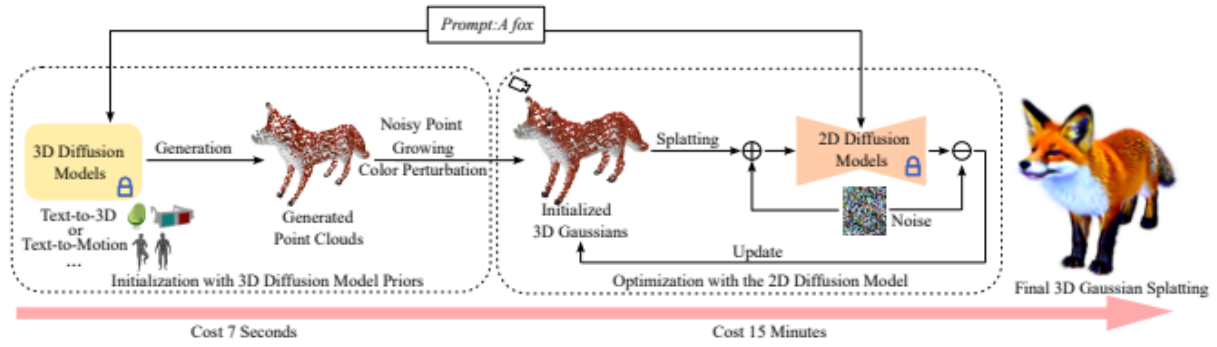 Prompt:A fox
3D Diffusion
Models
Generation
Text-to-3D
or
Text-to-Motion
...
Generated
Point Clouds
Noisy Point
Growing
Color Perturbation
Initialization with 3D Diffusion Model Priors
Initialized
3D Gaussians
Splatting
2D Diffusion
Models
Noise
Update
Optimization with the 2D Diffusion Model
Final 3D Gaussian Splatting
Cost 7 Seconds
Cost 15 Minutes